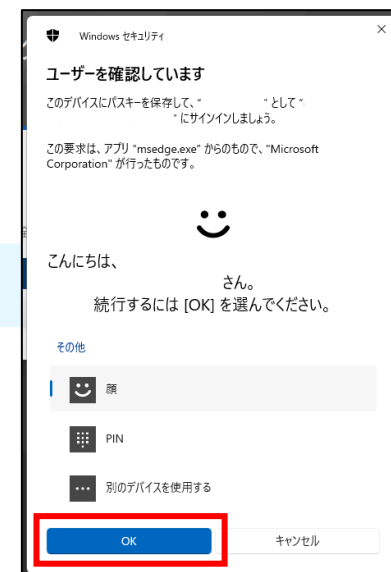 Windows セキュリティ
ユーザーを確認しています
このデバイスにパスキーを保存して、" " として "
" にサインインしましょう。
この要求は、アプリ "msedge.exe" からのもので、"Microsoft
Corporation" が行ったものです。
こんにちは、
さん。
続行するには [OK] を選んでください。
その他
顔
PIN
別のデバイスを使用する
OK
キャンセル